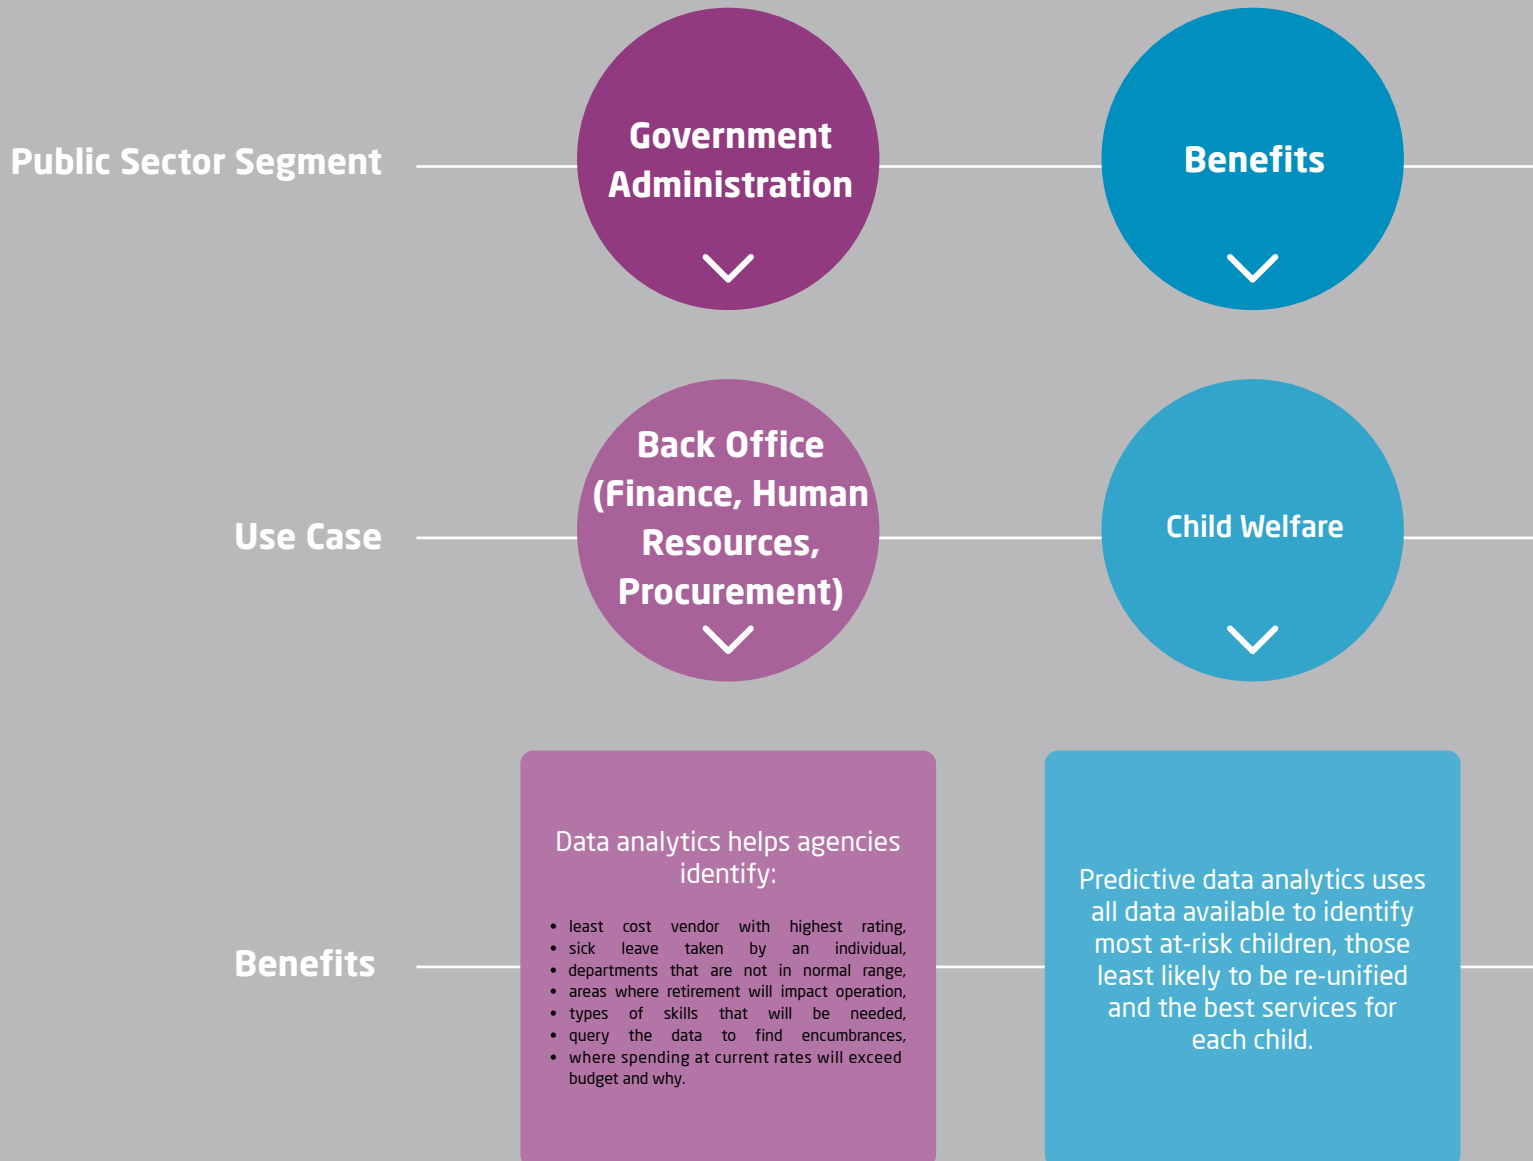 Public Sector Segment
Government
Administration
Benefits
Use Case
Back Office
(Finance, Human
Resources,
Procurement)
Child Welfare
Benefits
Data analytics helps agencies
identify:
• least cost vendor with highest rating,
• sick leave taken by an individual,
• departments that are not in normal range,
• areas where retirement will impact operation,
• types of skills that will be needed,
• query the data to find encumbrances,
• where spending at current rates will exceed
budget and why.
Predictive data analytics uses
all data available to identify
most at-risk children, those
least likely to be re-unified
and the best services for
each child.